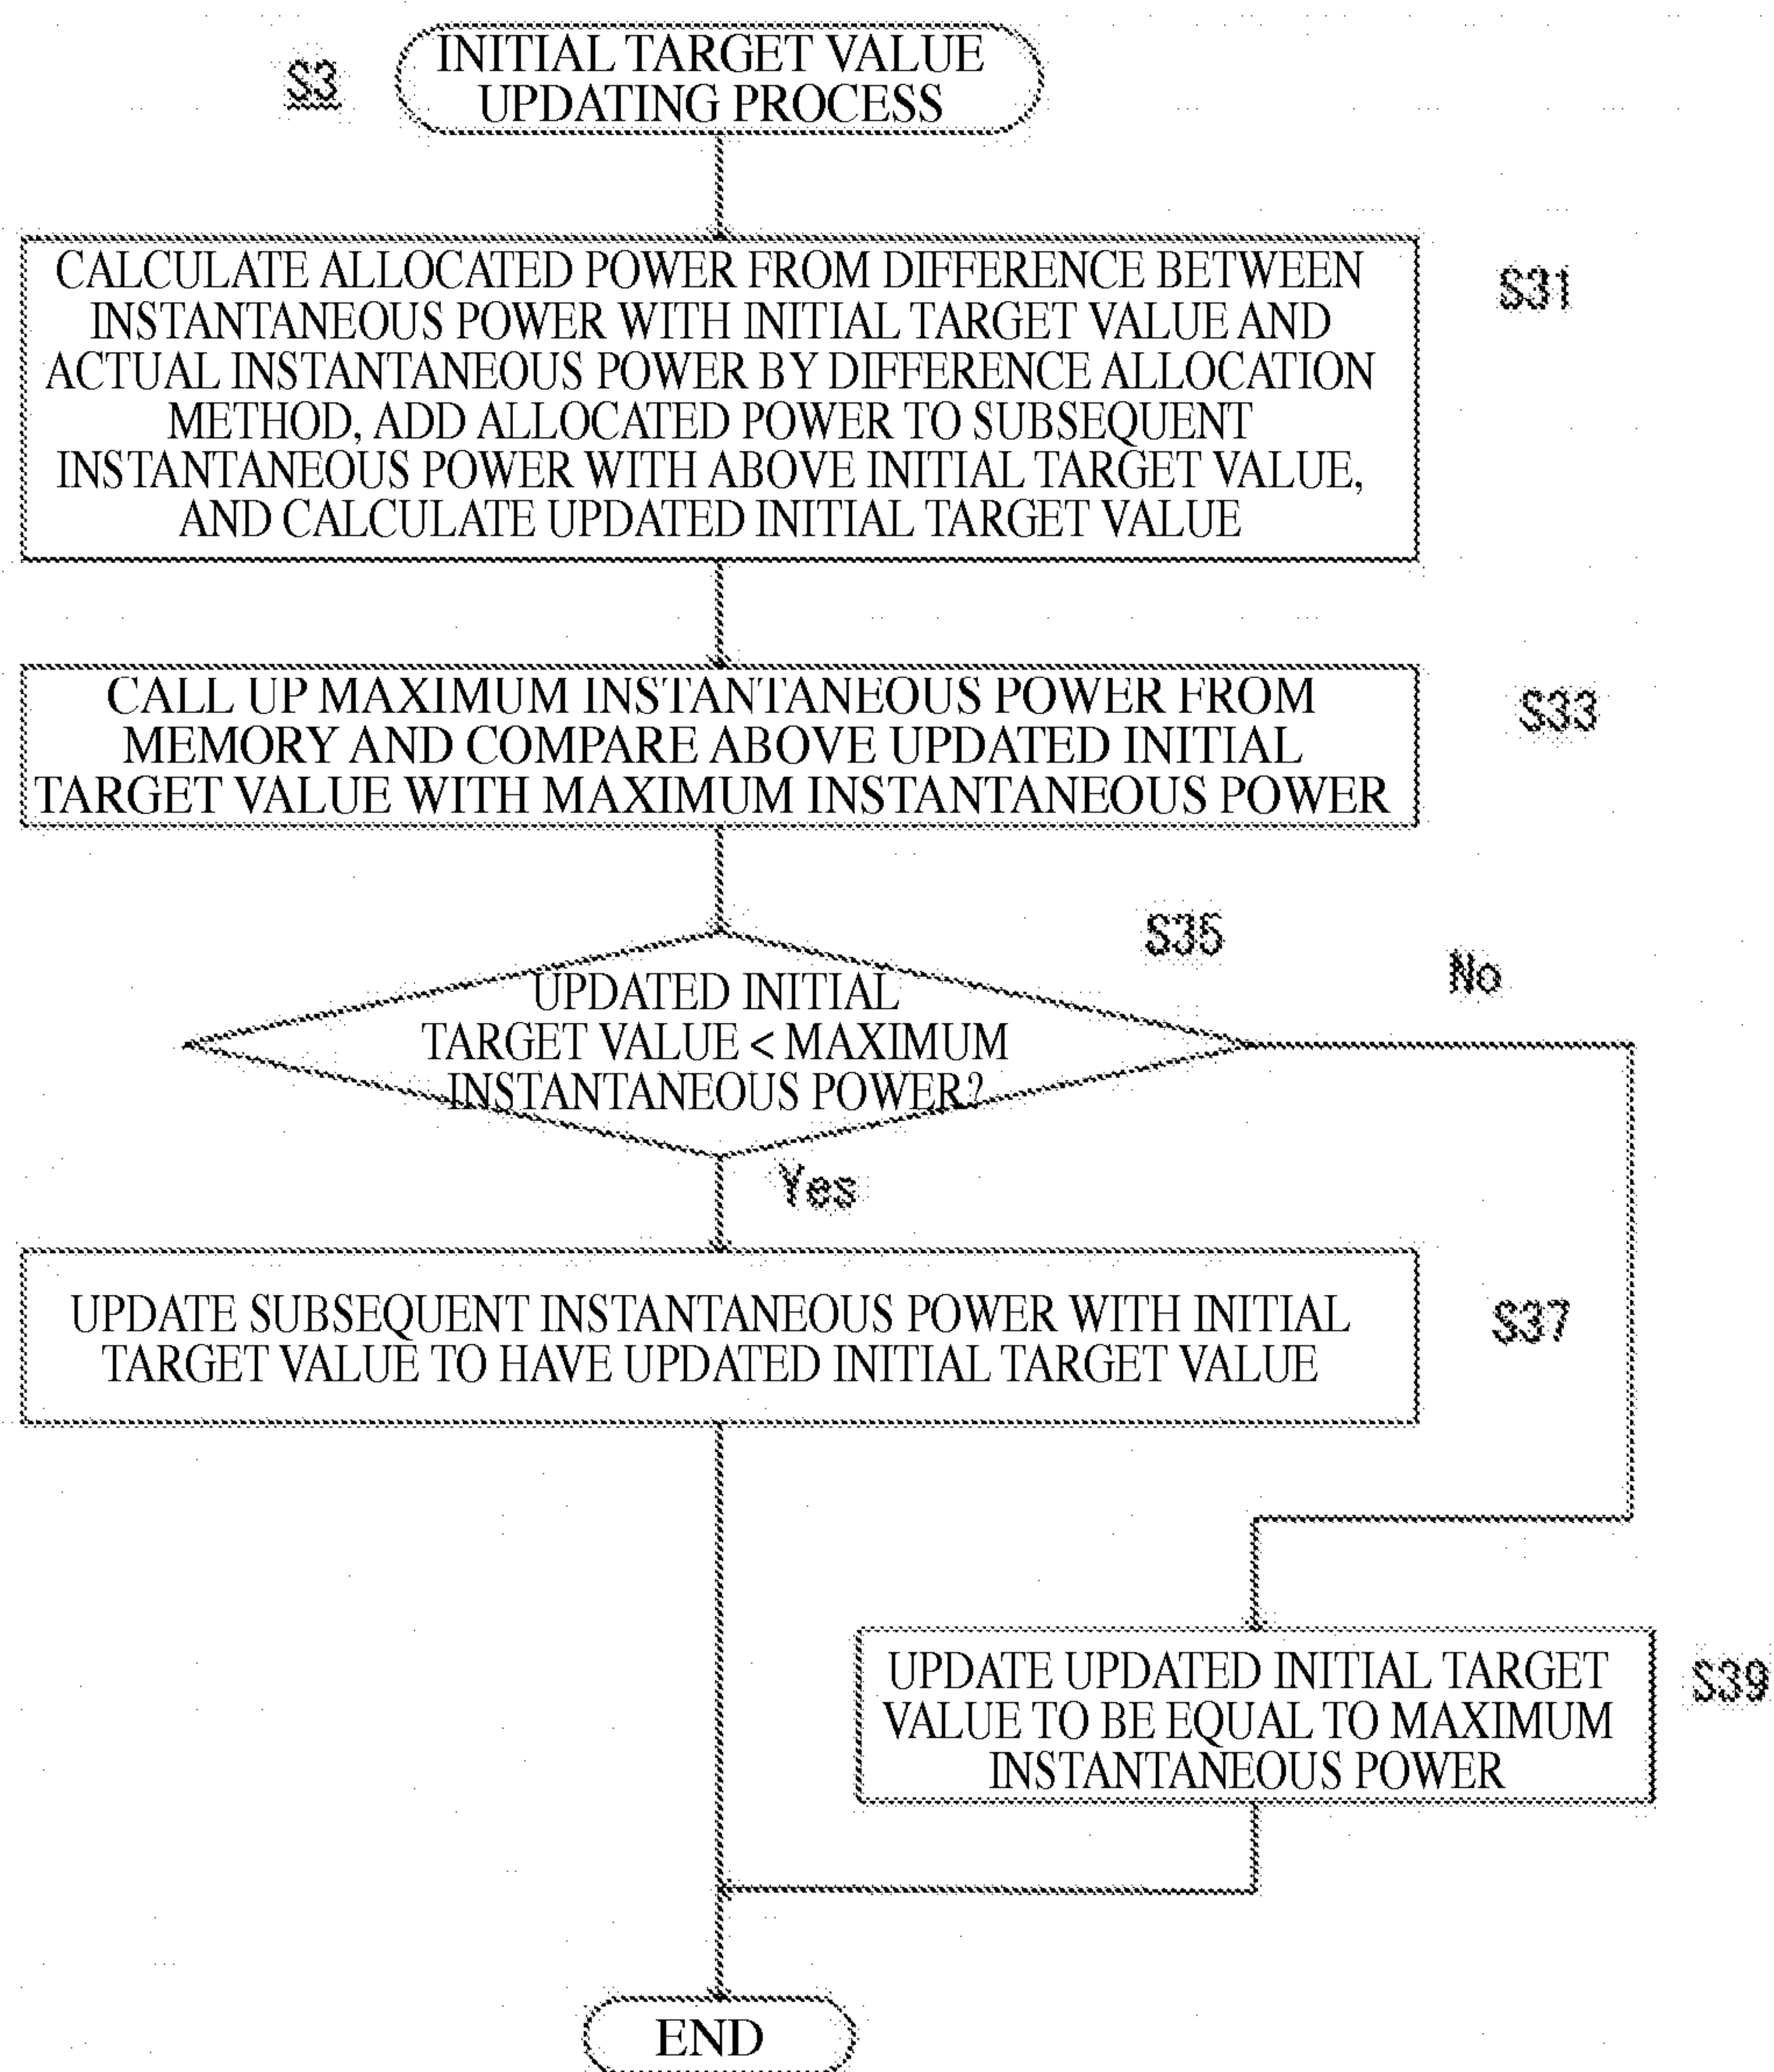 S3
INITIAL TARGET VALUE
UPDATING PROCESS
CALCULATE ALLOCATED POWER FROM DIFFERENCE BETWEEN
INSTANTANEOUS POWER WITH INITIAL TARGET VALUE AND
ACTUAL INSTANTANEOUS POWER BY DIFFERENCE ALLOCATION
METHOD, ADD ALLOCATED POWER TO SUBSEQUENT
INSTANTANEOUS POWER WITH ABOVE INITIAL TARGET VALUE,
AND CALCULATE UPDATED INITIAL TARGET VALUE
S31
CALL UP MAXIMUM INSTANTANEOUS POWER FROM
MEMORY AND COMPARE ABOVE UPDATED INITIAL
TARGET VALUE WITH MAXIMUM INSTANTANEOUS POWER
S33
S35
UPDATED INITIAL
TARGET VALUE < MAXIMUM
INSTANTANEOUS POWER?
No
Yes
UPDATE SUBSEQUENT INSTANTANEOUS POWER WITH INITIAL
TARGET VALUE TO HAVE UPDATED INITIAL TARGET VALUE
S37
UPDATE UPDATED INITIAL TARGET
VALUE TO BE EQUAL TO MAXIMUM
INSTANTANEOUS POWER
S39
END